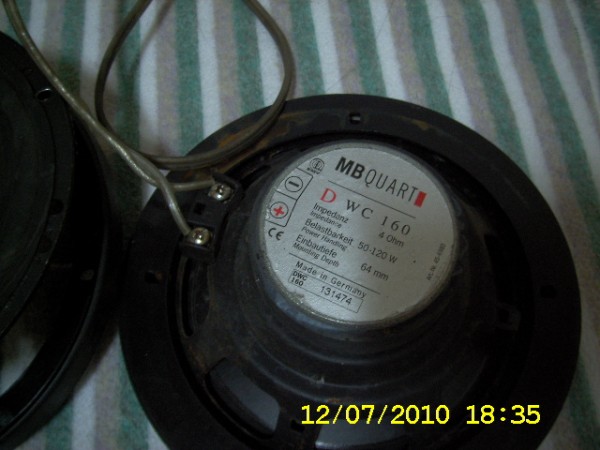 MB QUART
D WC 160
Impedanz
Impedance
4 Ohm
Belastbarkeit
Power Handling
50-120 W
Einbautiefe
Mounting Depth
64 mm
CE
Made in Germany
DWC
160
131474
12/07/2010 18:35